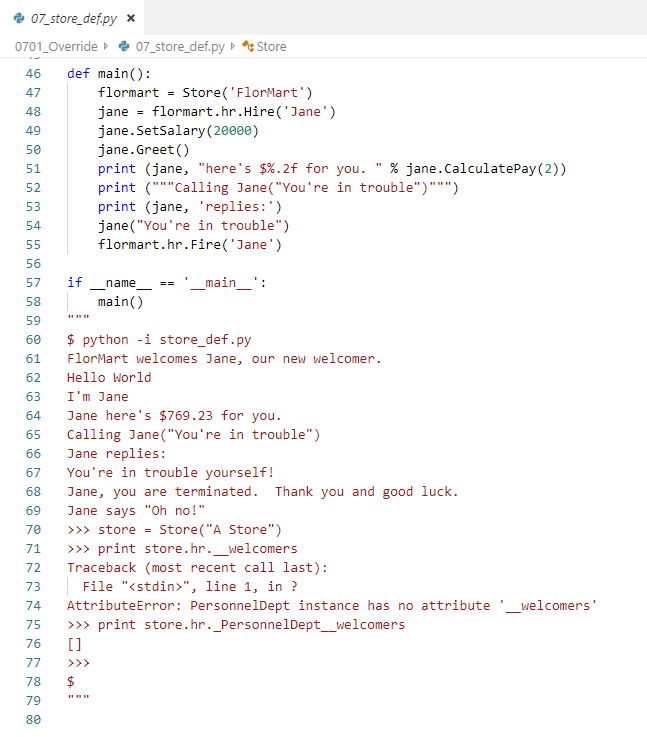 07_store_def.py ×
0701_Override 07_store_def.py Store
46 def main():
47     flormart = Store('FlorMart')
48     jane = flormart.hr.Hire('Jane')
49     jane.SetSalary(20000)
50     jane.Greet()
51     print (jane, "here's $%.2f for you. " % jane.CalculatePay(2))
52     print ("""Calling Jane("You're in trouble")""")
53     print (jane, 'replies:')
54     jane("You're in trouble")
55     flormart.hr.Fire('Jane')
56
57 if __name__ == '__main__':
58     main()
59 """
60 $ python -i store_def.py
61 FlorMart welcomes Jane, our new welcomer.
62 Hello World
63 I'm Jane
64 Jane here's $769.23 for you.
65 Calling Jane("You're in trouble")
66 Jane replies:
67 You're in trouble yourself!
68 Jane, you are terminated.  Thank you and good luck.
69 Jane says "Oh no!"
70 >>> store = Store("A Store")
71 >>> print store.hr.__welcomers
72 Traceback (most recent call last):
73   File "<stdin>", line 1, in ?
74 AttributeError: PersonnelDept instance has no attribute '__welcomers'
75 >>> print store.hr._PersonnelDept__welcomers
76 []
77 >>>
78 $
79 """
80